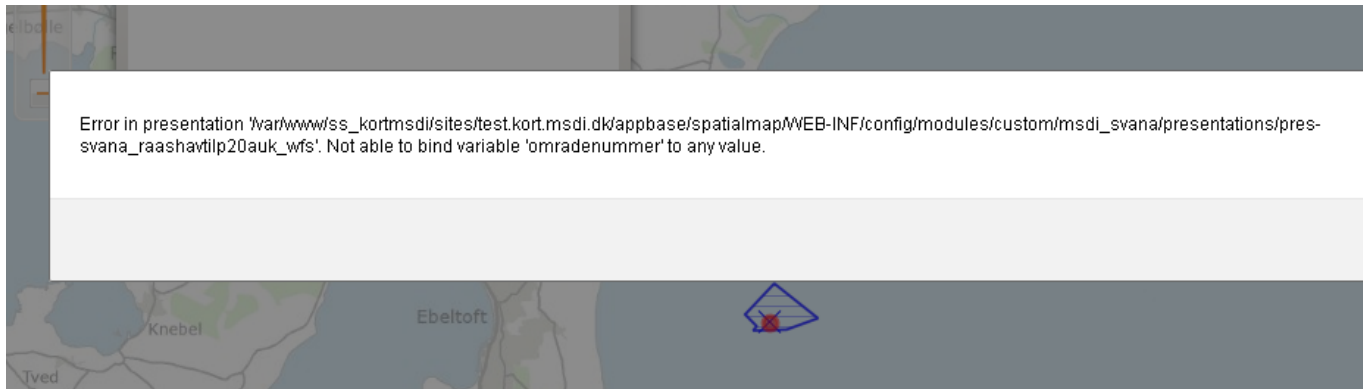 Error in presentation '/var/www/ss_kortmsdi/sites/test.kort.msdi.dk/appbase/spatialmap/WEB-INF/config/modules/custom/msdi_svana/presentations/pres-
svana_raashavtilp20auk_wfs'. Not able to bind variable 'omradenummer' to any value.
Ebeltoft
Knebel
Tved